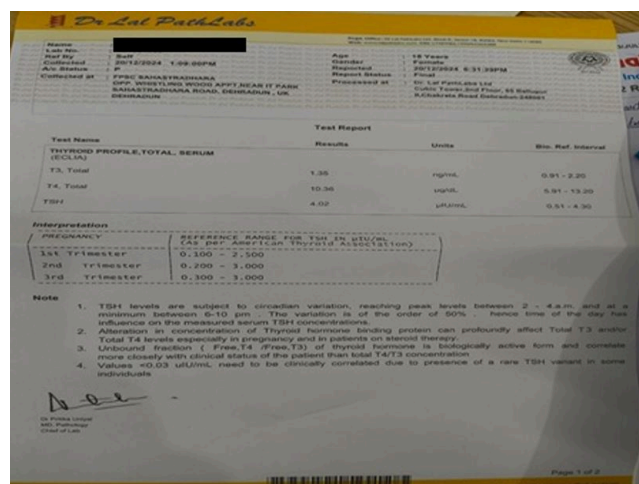 Dr Lal PathLabs
Name
Lab No.
Ref By : Self
Collected : 20/12/2024 1:09:00PM
A/c Status : P
Collected at : FPSC SAHASTRADHARA
OPP. WHISTLING WOOD APPT,NEAR IT PARK
SAHASTRADHARA ROAD, DEHRADUN , UK
DEHRADUN
Age : 18 Years
Gender : Female
Reported : 20/12/2024 6:31:29PM
Report Status : Final
Processed at : Dr. Lal PathLabs Ltd
Cubic Tower,2nd Floor, 95 Ballupur
Test Report
Test Name Results Units Bio. Ref. Interval
THYROID PROFILE,TOTAL, SERUM
(ECLIA)
T3, Total 1.35 ng/mL 0.91 - 2.20
T4, Total 10.36 µg/dL 5.91 - 13.20
TSH 4.02 µIU/mL 0.51 - 4.30
Interpretation
PREGNANCY REFERENCE RANGE FOR TSH IN µIU/mL
(As per American Thyroid Association)
1st Trimester 0.100 - 2.500
2nd Trimester 0.200 - 3.000
3rd Trimester 0.300 - 3.000
Note
1. TSH levels are subject to circadian variation, reaching peak levels between 2 - 4.a.m. and at a
minimum between 6-10 pm . The variation is of the order of 50% . hence time of the day has
influence on the measured serum TSH concentrations.
2. Alteration in concentration of Thyroid hormone binding protein can profoundly affect Total T3 and/or
Total T4 levels especially in pregnancy and in patients on steroid therapy.
3. Unbound fraction ( Free,T4 /Free,T3) of thyroid hormone is biologically active form and correlate
more closely with clinical status of the patient than total T4/T3 concentration
4. Values <0.03 uIU/mL need to be clinically correlated due to presence of a rare TSH variant in some
individuals
MD, Pathology
Chief of Lab
Page 1 of 2